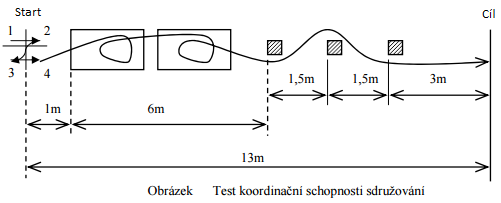 Start
Cíl
1 2
3 4
1,5m 1,5m 3m
1m 6m
13m
Obrázek Test koordinační schopnosti sdružování